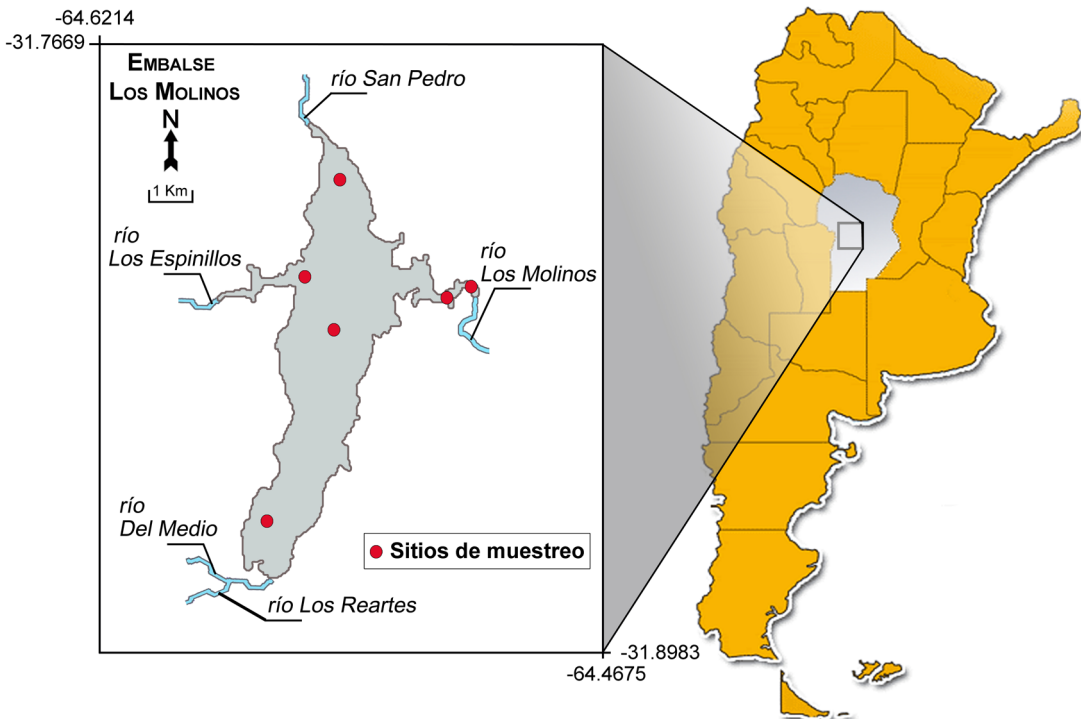 -64.6214
-31.7669
EMBALSE
LOS MOLINOS
N
1 Km
río San Pedro
río
Los Espinillos
río
Los Molinos
río
Del Medio
Sitios de muestreo
río Los Reartes
-31.8983
-64.4675